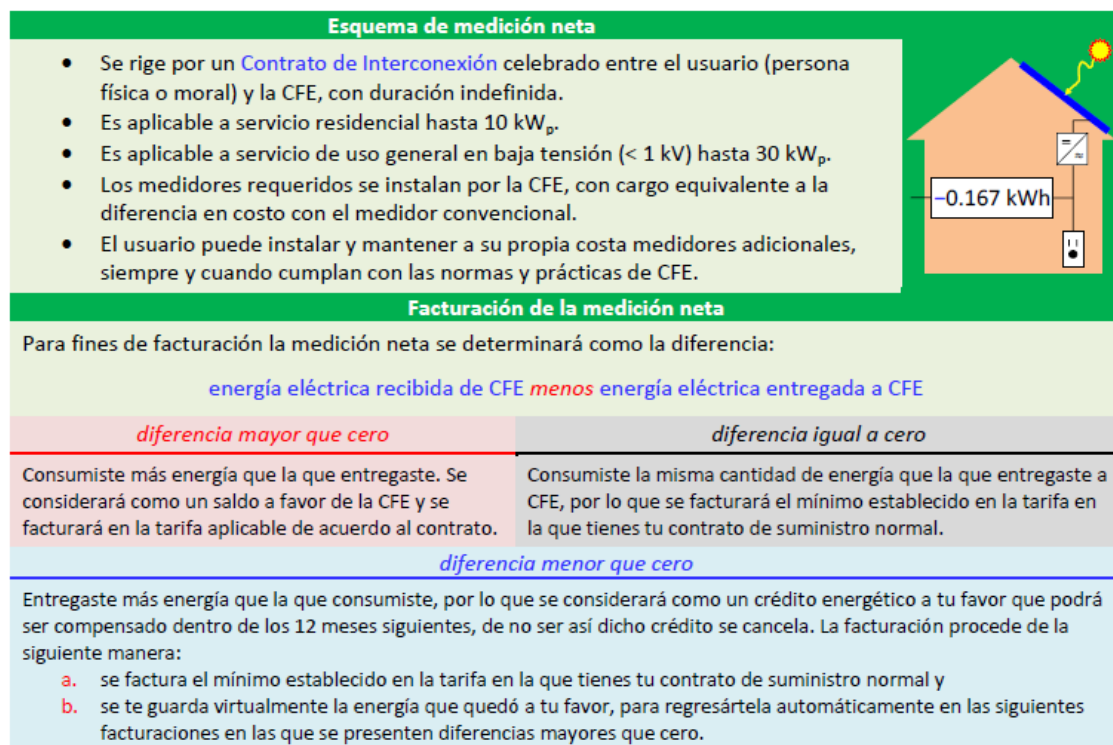 Esquema de medición neta
• Se rige por un Contrato de Interconexión celebrado entre el usuario (persona
física o moral) y la CFE, con duración indefinida.
• Es aplicable a servicio residencial hasta 10 kWp.
• Es aplicable a servicio de uso general en baja tensión (< 1 kV) hasta 30 kWp.
• Los medidores requeridos se instalan por la CFE, con cargo equivalente a la
diferencia en costo con el medidor convencional.
• El usuario puede instalar y mantener a su propia costa medidores adicionales,
siempre y cuando cumplan con las normas y prácticas de CFE.
= ≈
−0.167 kWh
Facturación de la medición neta
Para fines de facturación la medición neta se determinará como la diferencia:
energía eléctrica recibida de CFE menos energía eléctrica entregada a CFE
diferencia mayor que cero
Consumiste más energía que la que entregaste. Se
considerará como un saldo a favor de la CFE y se
facturará en la tarifa aplicable de acuerdo al contrato.
diferencia igual a cero
Consumiste la misma cantidad de energía que la que entregaste a
CFE, por lo que se facturará el mínimo establecido en la tarifa en
la que tienes tu contrato de suministro normal.
diferencia menor que cero
Entregaste más energía que la que consumiste, por lo que se considerará como un crédito energético a tu favor que podrá
ser compensado dentro de los 12 meses siguientes, de no ser así dicho crédito se cancela. La facturación procede de la
siguiente manera:
a. se factura el mínimo establecido en la tarifa en la que tienes tu contrato de suministro normal y
b. se te guarda virtualmente la energía que quedó a tu favor, para regresártela automáticamente en las siguientes
facturaciones en las que se presenten diferencias mayores que cero.